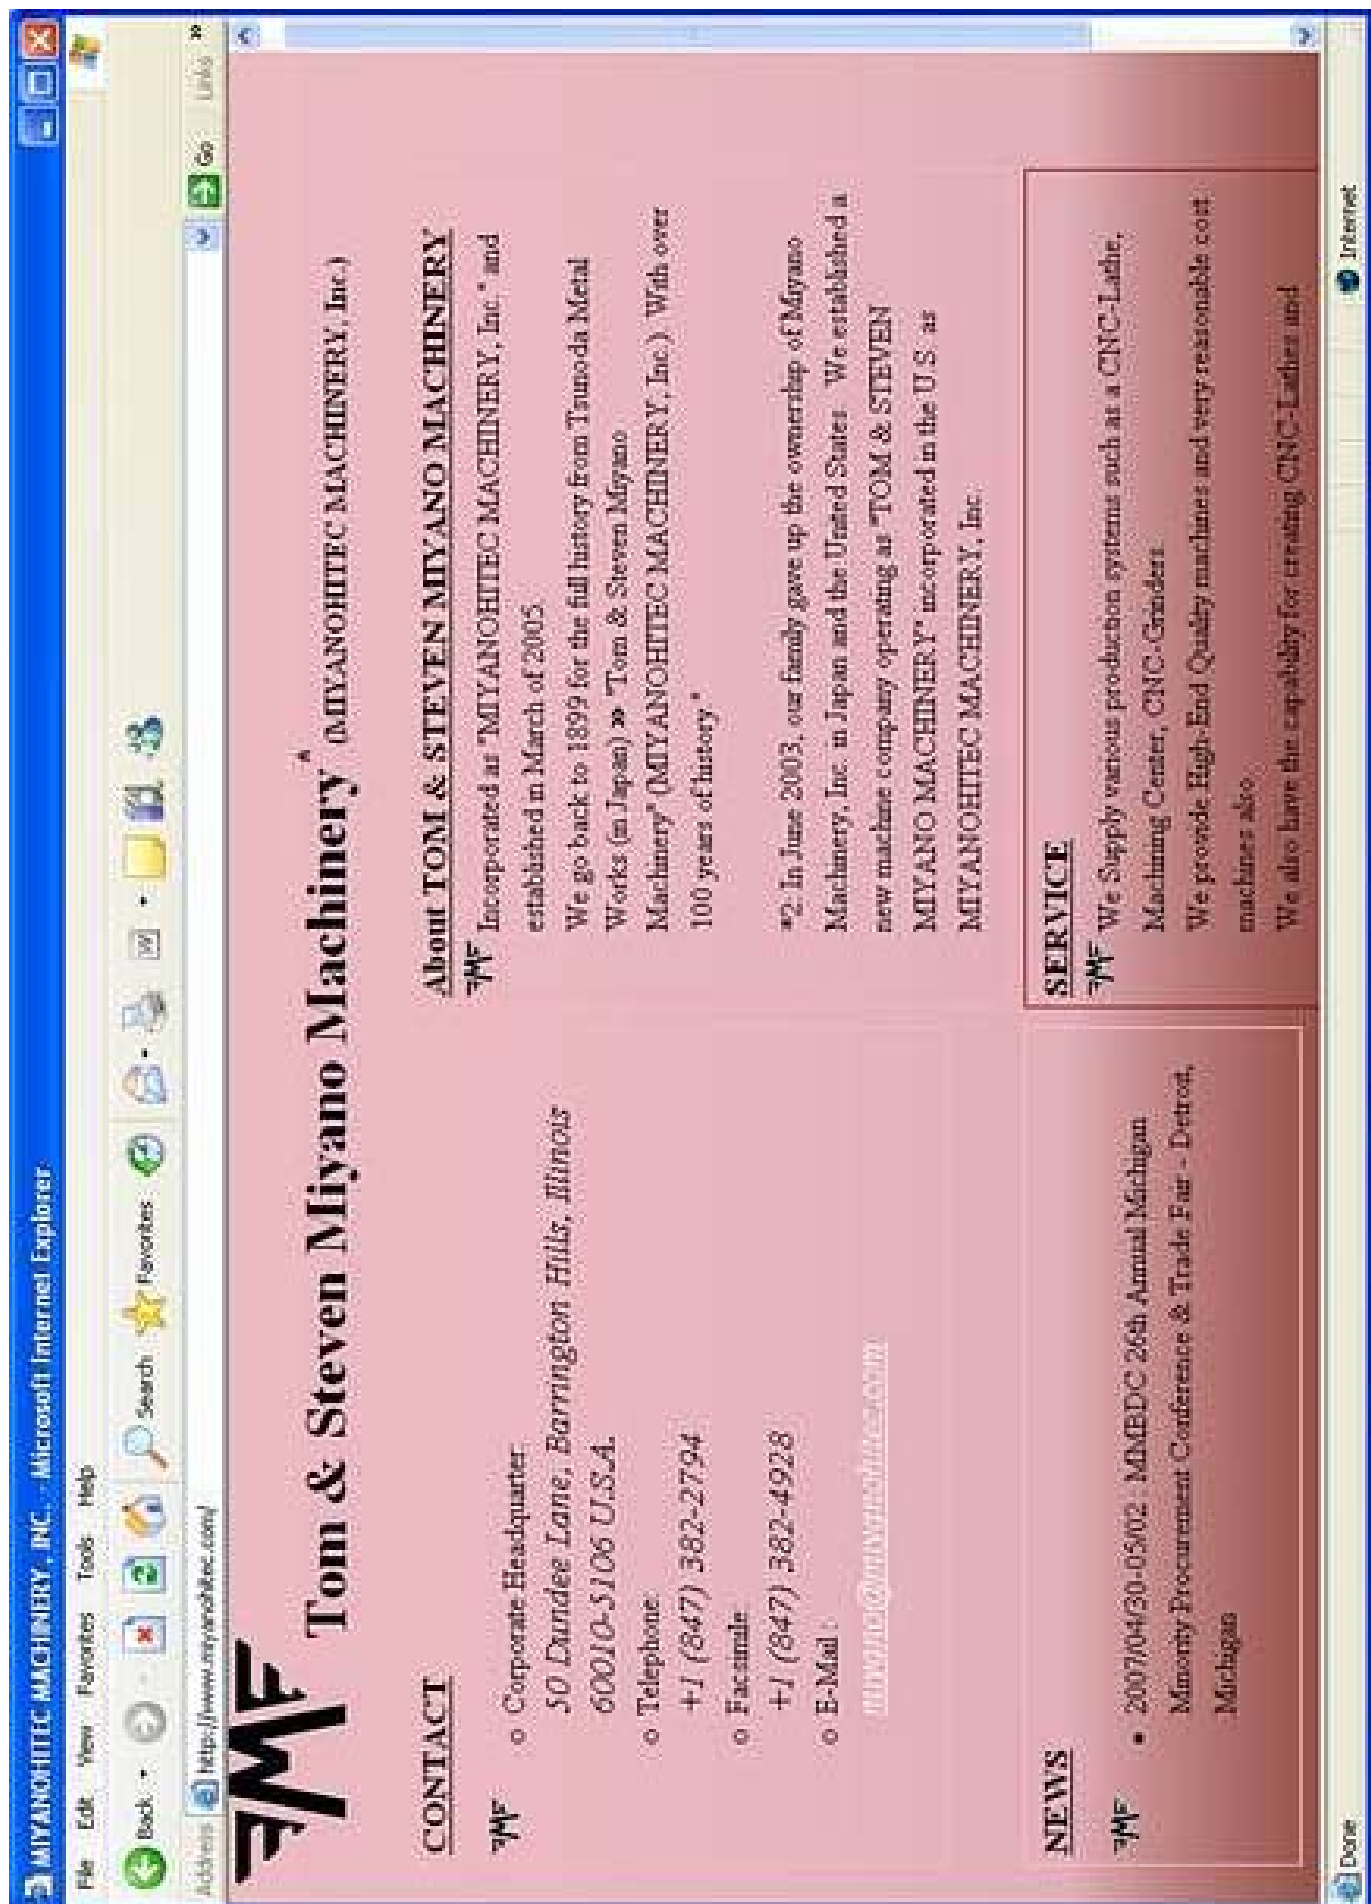 MIYANOHITEC MACHINERY, INC. - Microsoft Internet Explorer
File Edit View Favorites Tools Help
Back Search Favorites
Address http://www.miyanohitec.com/ Go Links »
Tom & Steven Miyano Machinery (MIYANOHITEC MACHINERY, Inc.)
CONTACT
o Corporate Headquarter:
50 Dundee Lane, Barrington Hills, Illinois
60010-5106 U.S.A.
o Telephone:
+1 (847) 382-2794
o Facsimile:
+1 (847) 382-4928
o E-Mail :
About TOM & STEVEN MIYANO MACHINERY
Incorporated as "MIYANOHITEC MACHINERY, Inc." and
established in March of 2005.
We go back to 1899 for the full history from Tsunoda Metal
Works (in Japan) » "Tom & Steven Miyano
Machinery" (MIYANOHITEC MACHINERY, Inc.) With over
100 years of history."
*2: In June 2003, our family gave up the ownership of Miyano
Machinery, Inc. in Japan and the United States. We established a
new machine company operating as "TOM & STEVEN
MIYANO MACHINERY" incorporated in the U.S. as
MIYANOHITEC MACHINERY, Inc.
NEWS
• 2007/04/30-05/02 : MMBDC 26th Annual Michigan
Minority Procurement Conference & Trade Fair - Detroit,
Michigan
SERVICE
We Supply various production systems such as a CNC-Lathe,
Machining Center, CNC-Grinders.
We provide High-End Quality machines and very reasonable cost
machines also
We also have the capability for creating CNC-Lathes and
Done Internet